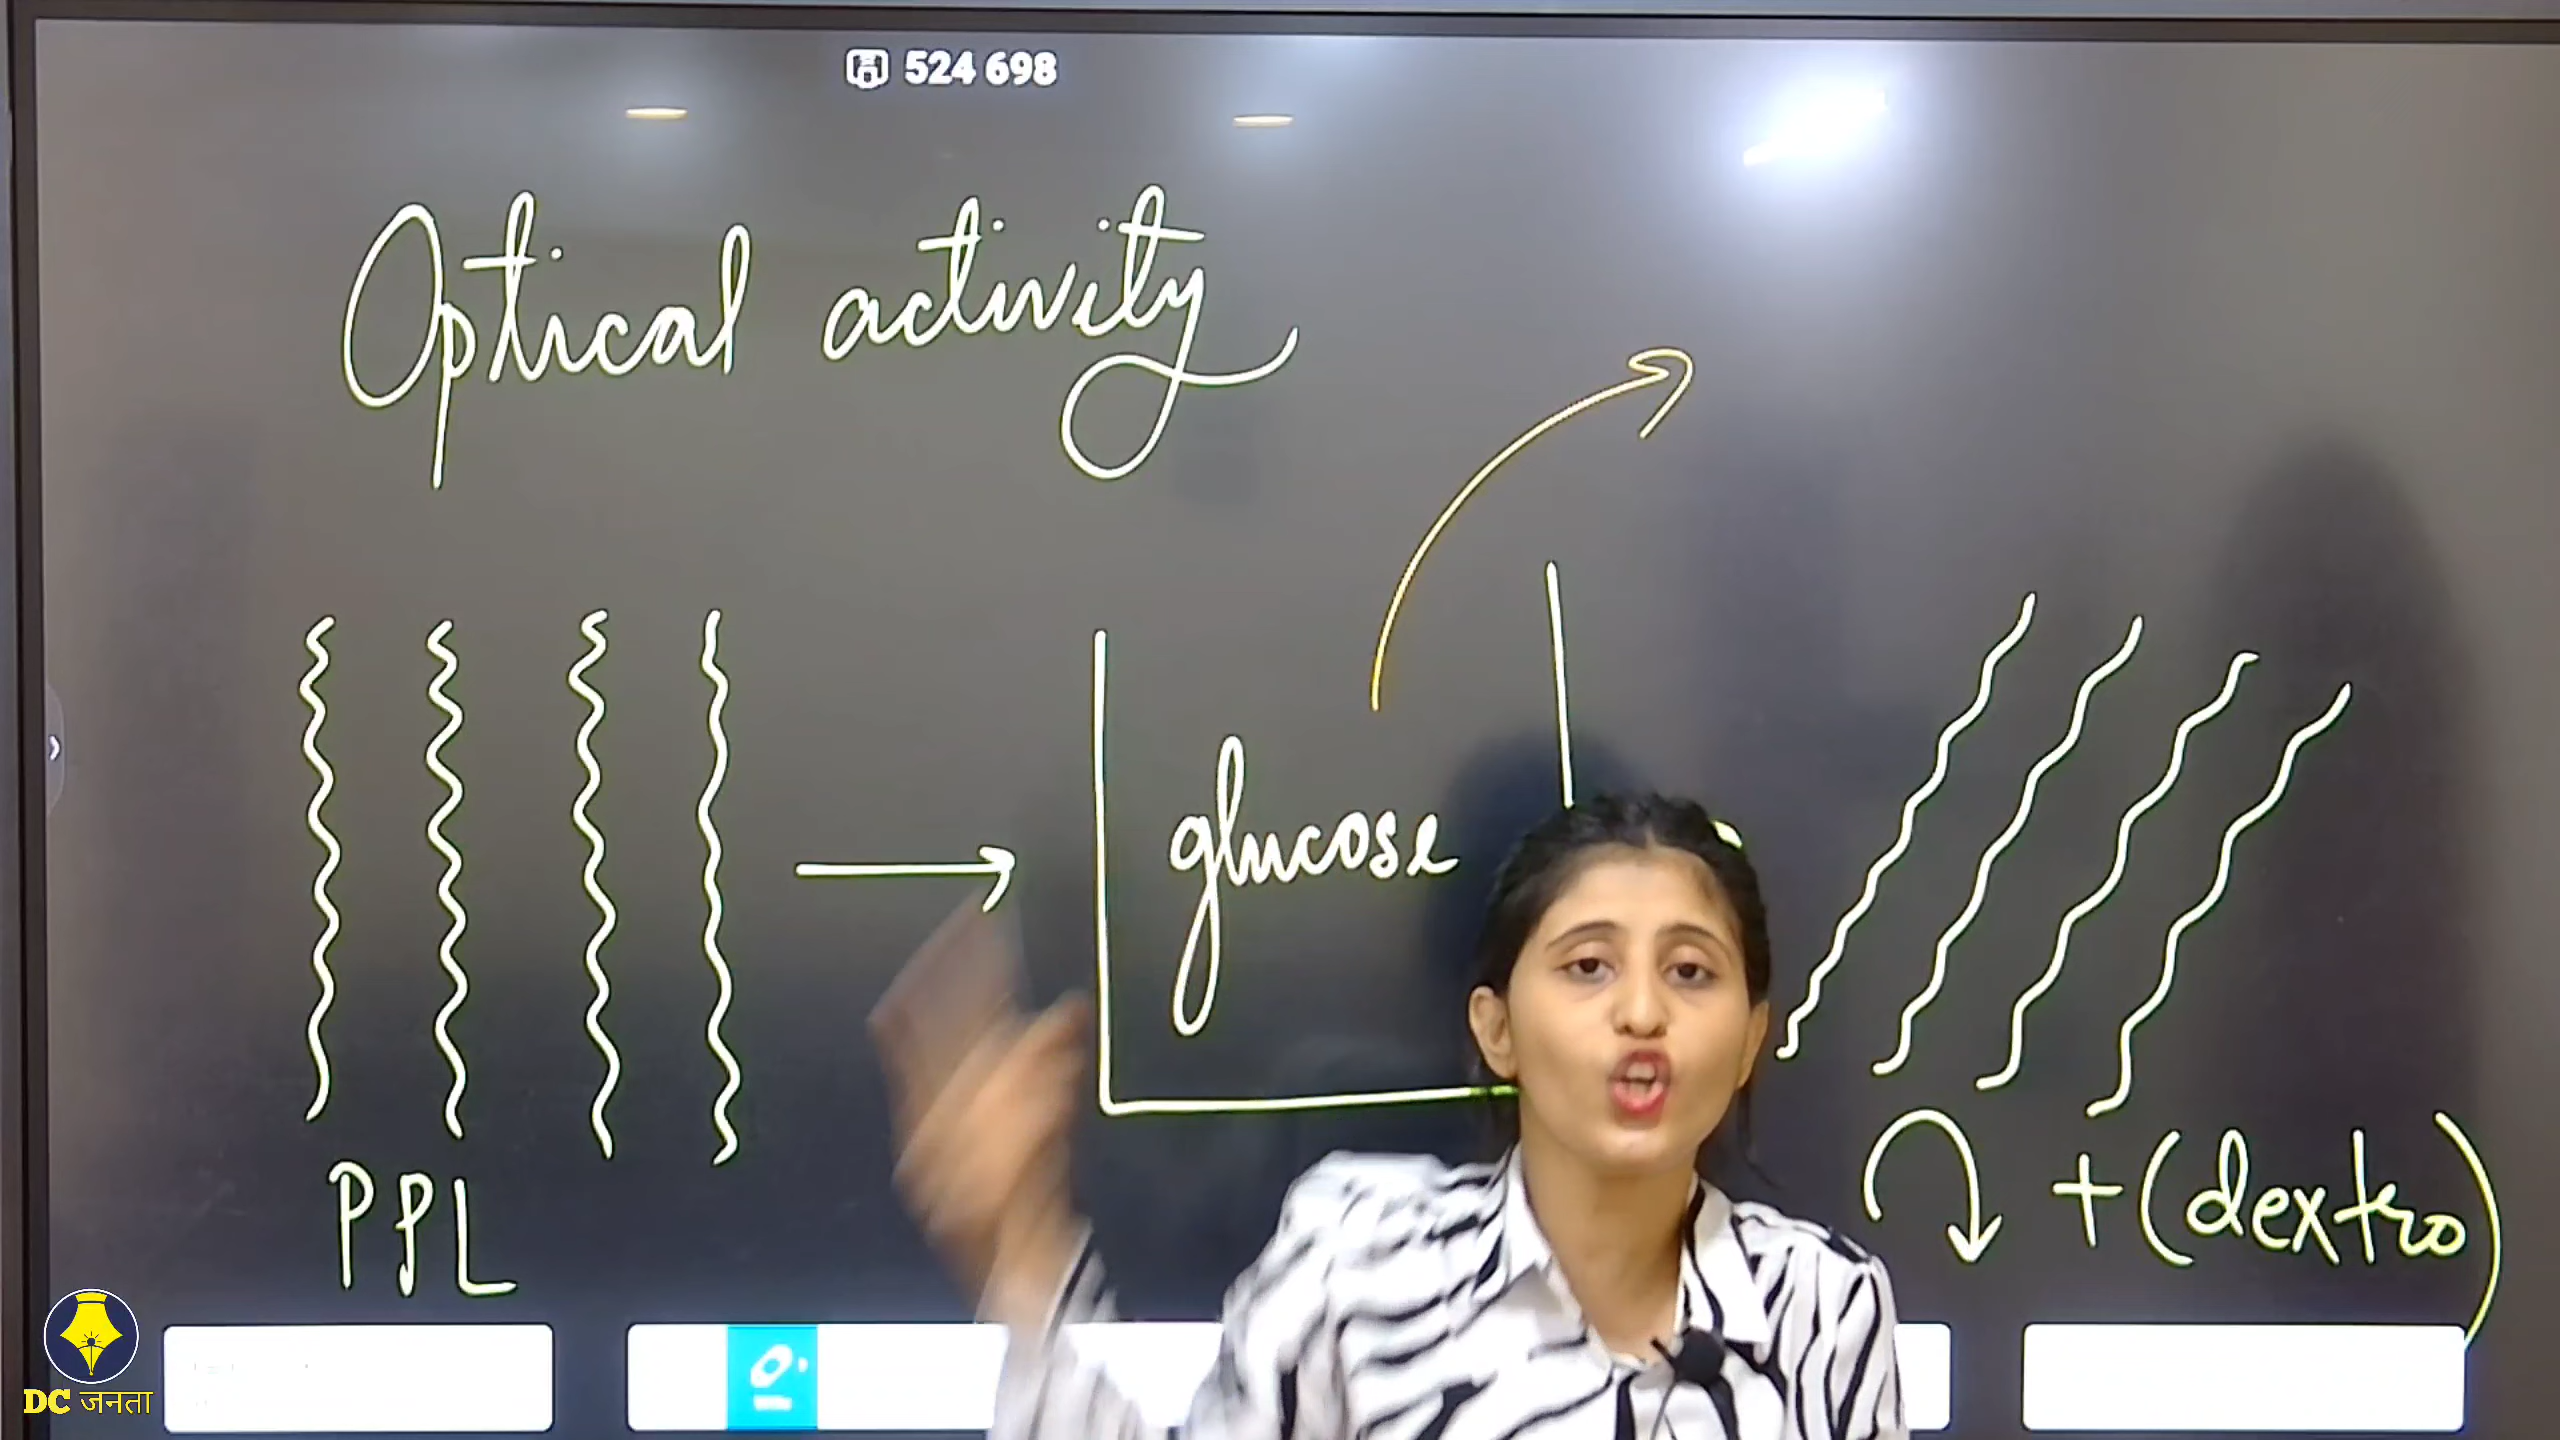 524 698
Optical activity
glucose
PPL
+ (dextro)
DC जनता